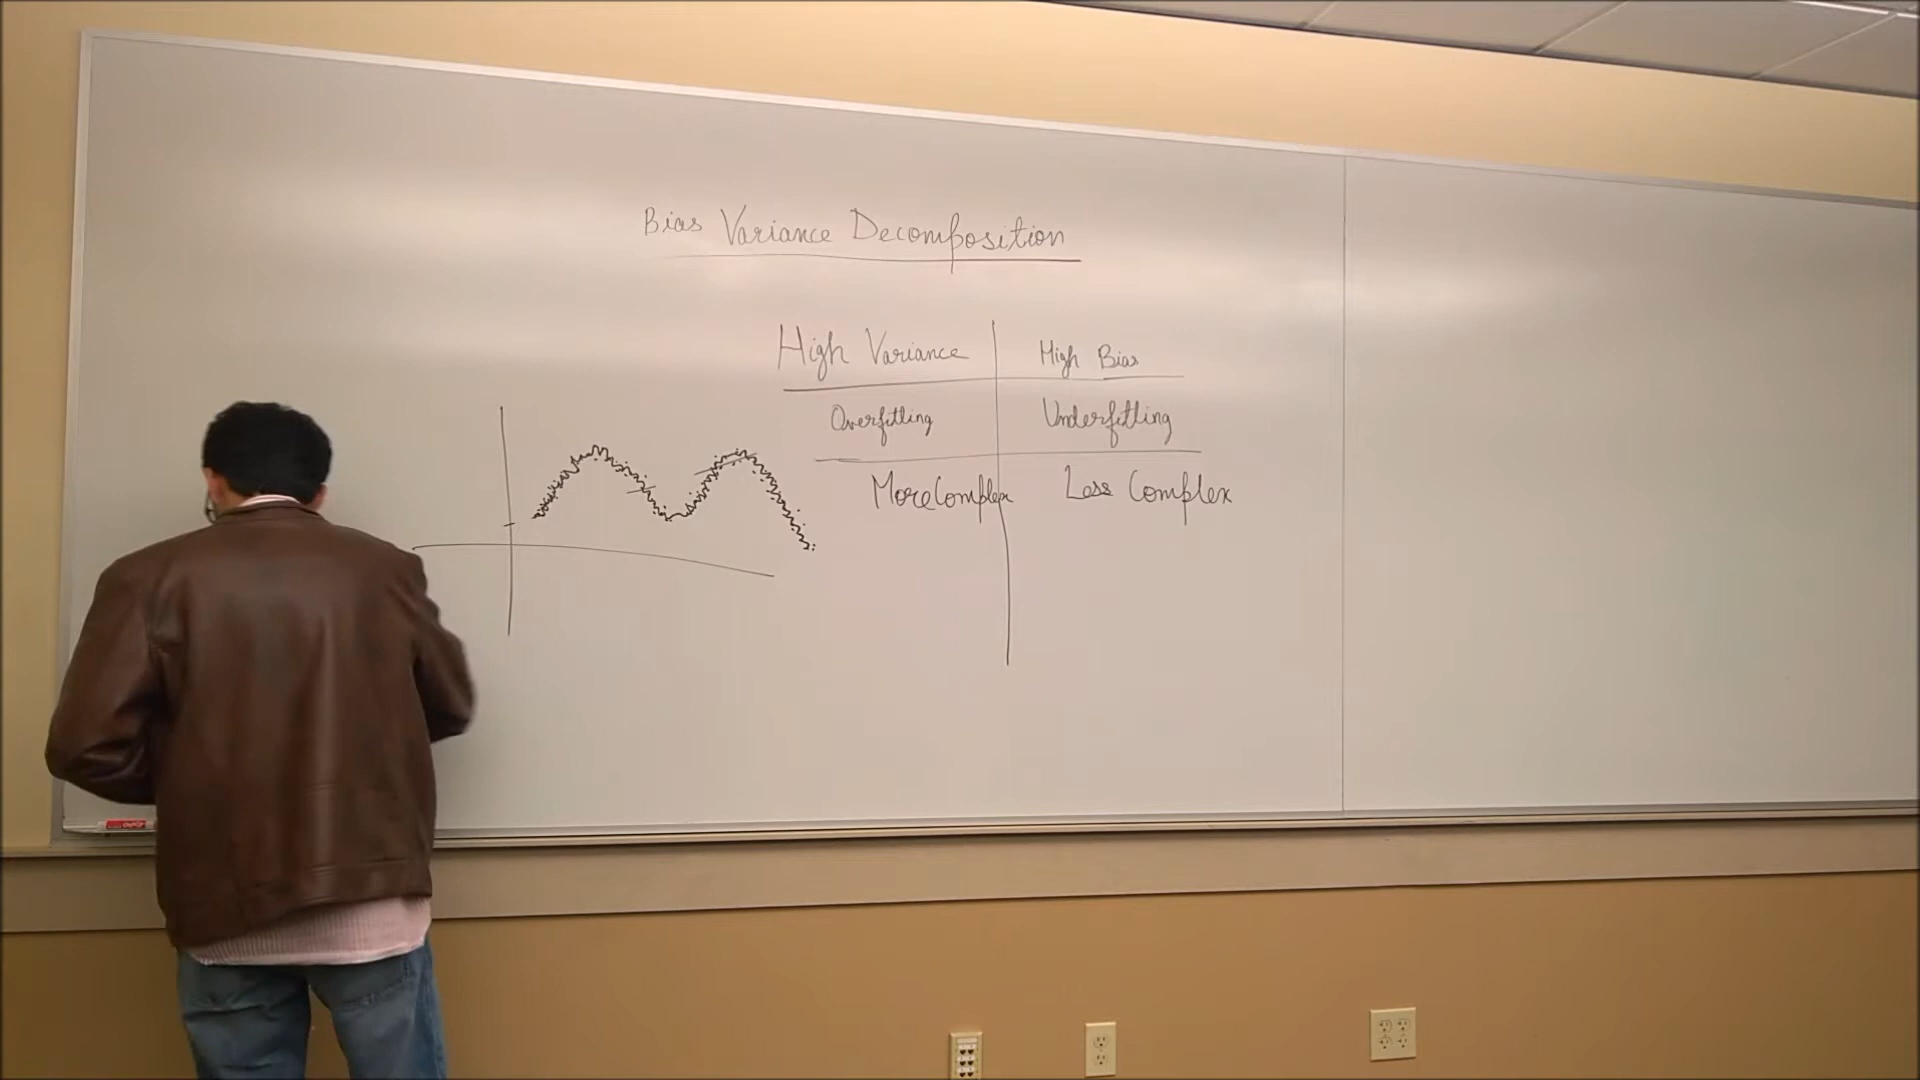 Bias Variance Decomposition
High Variance High Bias
Overfitting Underfitting
More Complex Less Complex